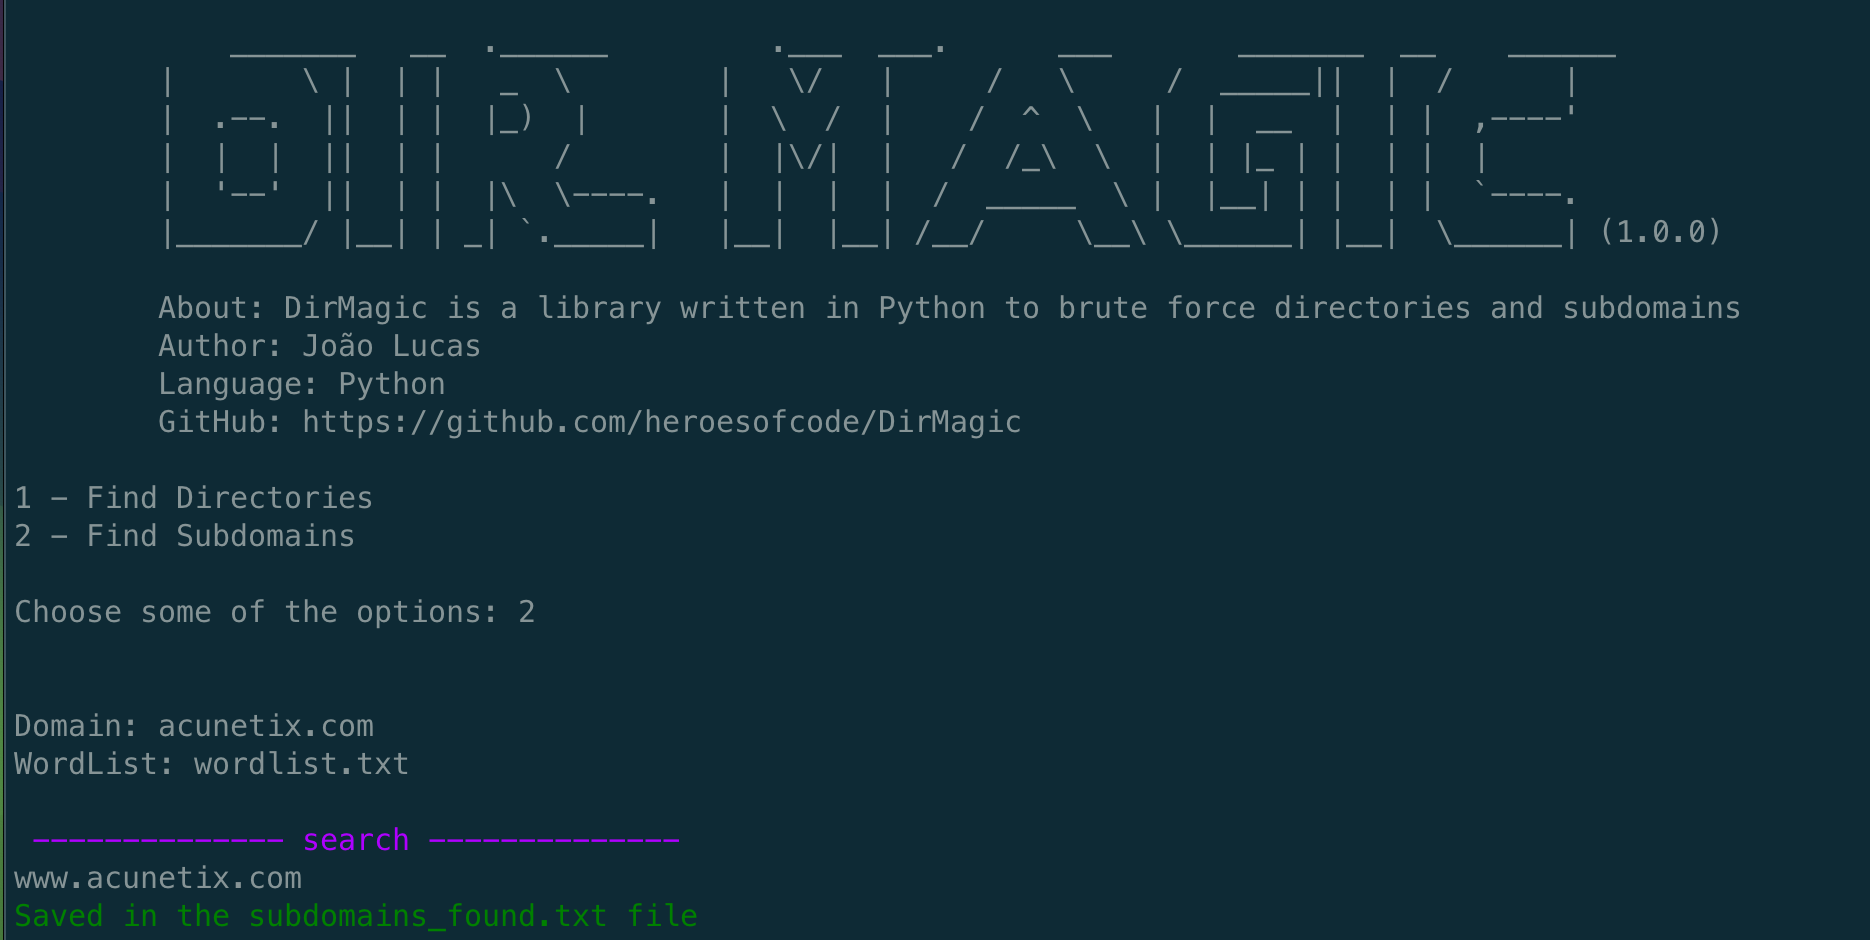 DIR MAGIC (1.0.0)
About: DirMagic is a library written in Python to brute force directories and subdomains
Author: João Lucas
Language: Python
GitHub: https://github.com/heroesofcode/DirMagic
1 - Find Directories
2 - Find Subdomains
Choose some of the options: 2
Domain: acunetix.com
WordList: wordlist.txt
-------------- search --------------
www.acunetix.com
Saved in the subdomains_found.txt file